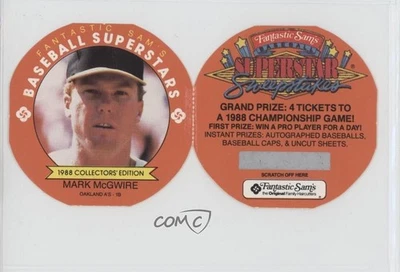 FANTASTIC SAM'S
BASEBALL SUPERSTARS
1988 COLLECTORS' EDITION
MARK McGWIRE
OAKLAND A'S - 1B
Fantastic Sam's
SUPERSTAR
Sweepstakes
GRAND PRIZE: 4 TICKETS TO
A 1988 CHAMPIONSHIP GAME!
FIRST PRIZE: WIN A PRO PLAYER FOR A DAY!
INSTANT PRIZES: AUTOGRAPHED BASEBALLS,
BASEBALL CAPS, & UNCUT SHEETS.
SCRATCH OFF HERE
Fantastic Sam's
the Original Family Haircutters
COMC